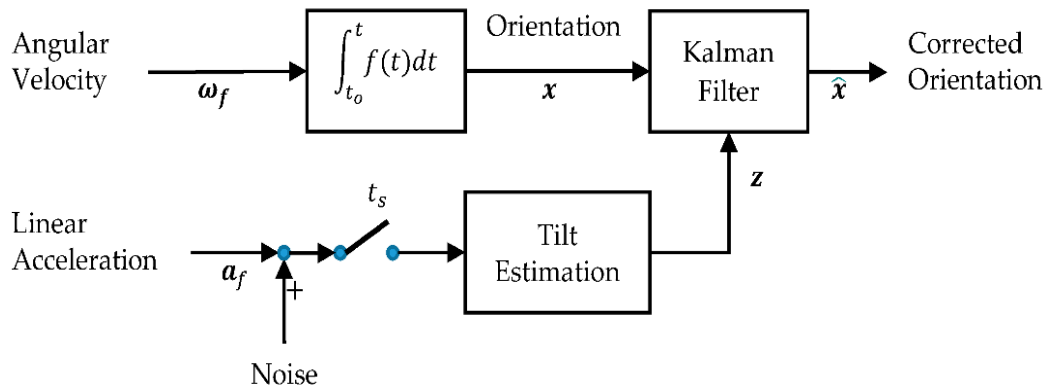 Angular
Velocity
ω_f
∫_{t_o}^{t} f(t)dt
Orientation
x
Kalman
Filter
x̂
Corrected
Orientation
Linear
Acceleration
a_f
+
Noise
t_s
Tilt
Estimation
z